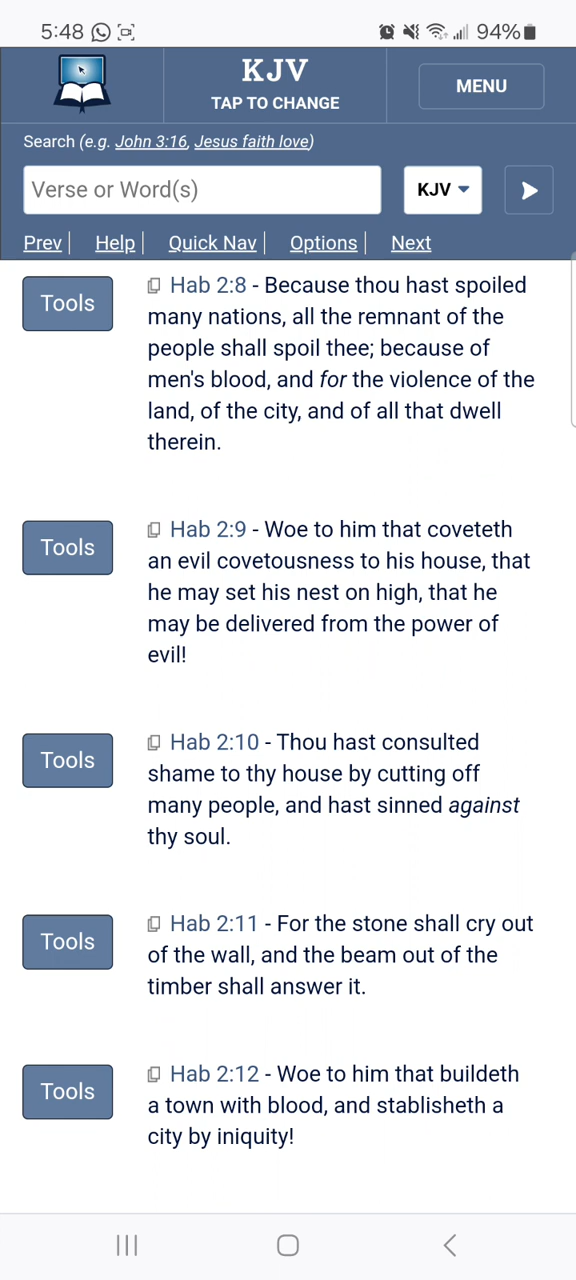 5:48 94%
KJV
TAP TO CHANGE
MENU
Search (e.g. John 3:16, Jesus faith love)
Verse or Word(s)
KJV
Prev Help Quick Nav Options Next
Tools
Hab 2:8 - Because thou hast spoiled
many nations, all the remnant of the
people shall spoil thee; because of
men's blood, and for the violence of the
land, of the city, and of all that dwell
therein.
Tools
Hab 2:9 - Woe to him that coveteth
an evil covetousness to his house, that
he may set his nest on high, that he
may be delivered from the power of
evil!
Tools
Hab 2:10 - Thou hast consulted
shame to thy house by cutting off
many people, and hast sinned against
thy soul.
Tools
Hab 2:11 - For the stone shall cry out
of the wall, and the beam out of the
timber shall answer it.
Tools
Hab 2:12 - Woe to him that buildeth
a town with blood, and stablisheth a
city by iniquity!